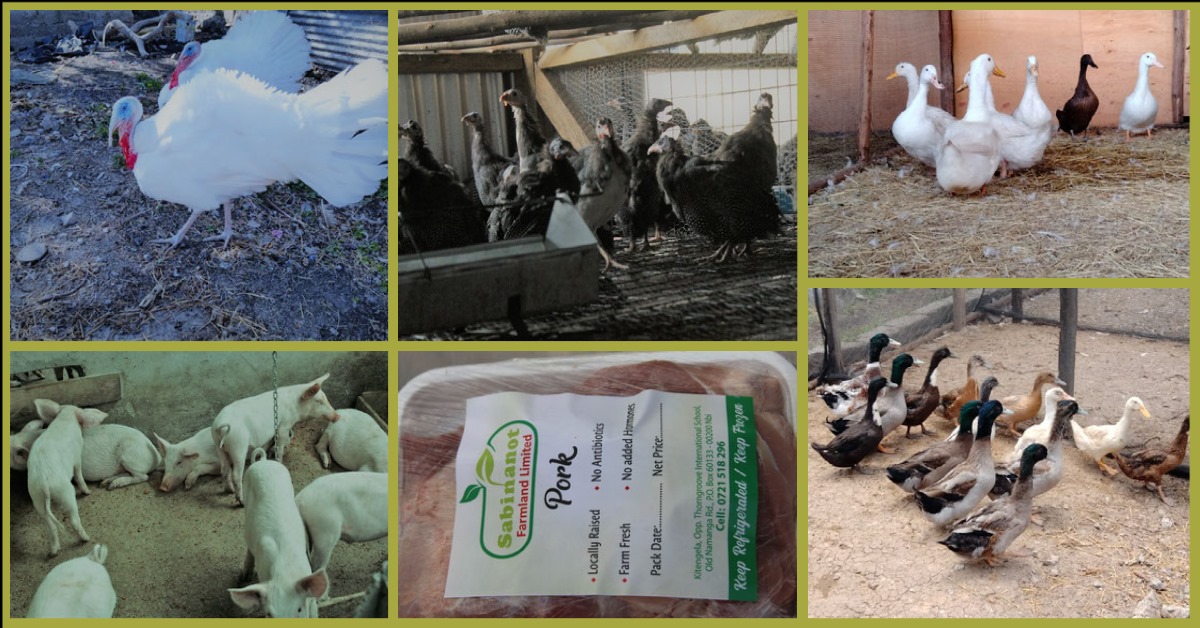 Sabinanot
Farmland Limited
Pork
• Locally Raised • No Antibiotics
• Farm Fresh • No added Hormones
Pack Date:.................. Net Price:..................
Kitengela, Opp. Thorngroove International School,
Old Namanga Rd., P.O. Box 60133 - 00200 Nbi
Cell: 0721 518 296
Keep Refrigerated / Keep Frozen